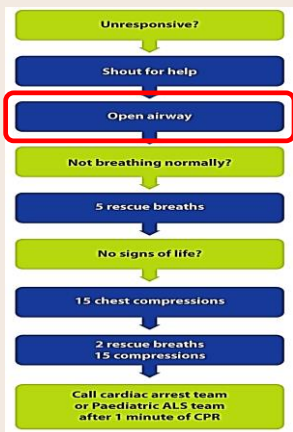 Unresponsive?
Shout for help
Open airway
Not breathing normally?
5 rescue breaths
No signs of life?
15 chest compressions
2 rescue breaths
15 compressions
Call cardiac arrest team
or Paediatric ALS team
after 1 minute of CPR